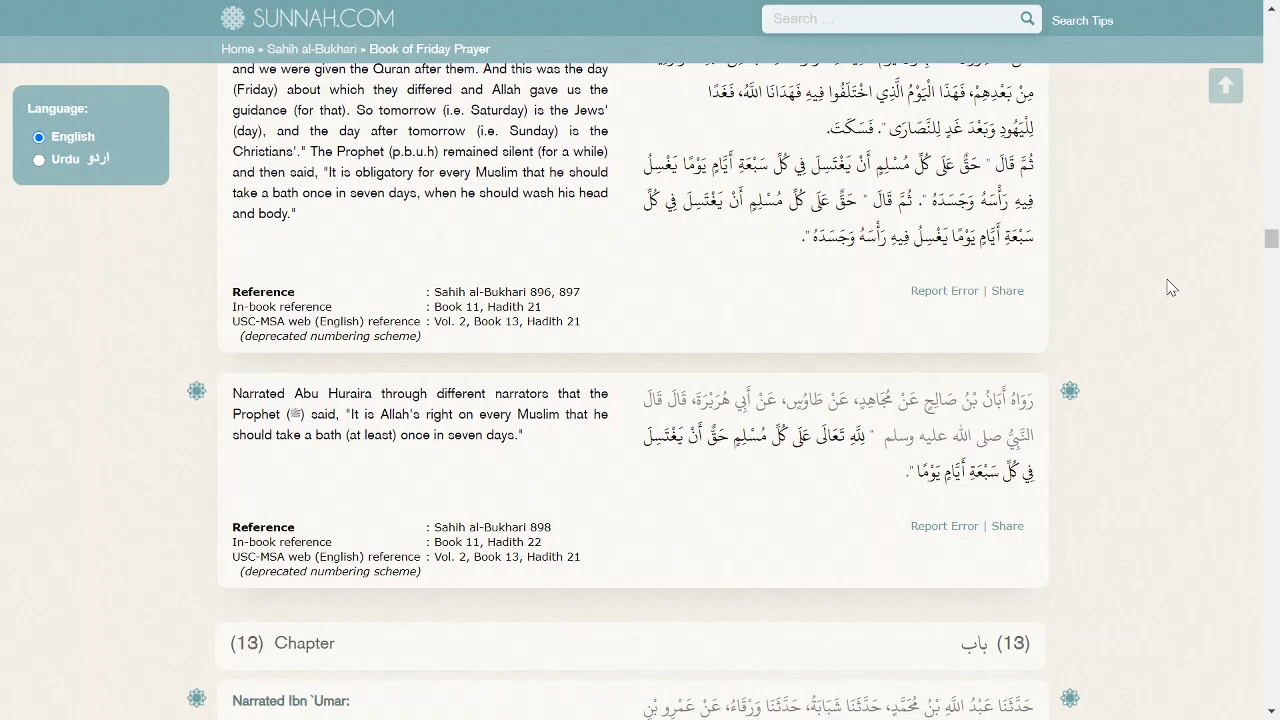 SUNNAH.COM
Search ...
Search Tips
Home » Sahih al-Bukhari » Book of Friday Prayer
Language:
English
Urdu اردو
and we were given the Quran after them. And this was the day
(Friday) about which they differed and Allah gave us the
guidance (for that). So tomorrow (i.e. Saturday) is the Jews'
(day), and the day after tomorrow (i.e. Sunday) is the
Christians'." The Prophet (p.b.u.h) remained silent (for a while)
and then said, "It is obligatory for every Muslim that he should
take a bath once in seven days, when he should wash his head
and body."
مِنْ بَعْدِهِمْ، فَهَذَا الْيَوْمُ الَّذِي اخْتَلَفُوا فِيهِ فَهَدَانَا اللَّهُ، فَغَدًا
لِلْيَهُودِ وَبَعْدَ غَدٍ لِلنَّصَارَى ‏"‏‏.‏ فَسَكَتَ‏.‏
ثُمَّ قَالَ ‏"‏ حَقٌّ عَلَى كُلِّ مُسْلِمٍ أَنْ يَغْتَسِلَ فِي كُلِّ سَبْعَةِ أَيَّامٍ يَوْمًا يَغْسِلُ
فِيهِ رَأْسَهُ وَجَسَدَهُ ‏"‏‏.‏ ثُمَّ قَالَ ‏"‏ حَقٌّ عَلَى كُلِّ مُسْلِمٍ أَنْ يَغْتَسِلَ فِي كُلِّ
سَبْعَةِ أَيَّامٍ يَوْمًا يَغْسِلُ فِيهِ رَأْسَهُ وَجَسَدَهُ ‏"‏‏.‏
Reference : Sahih al-Bukhari 896, 897
In-book reference : Book 11, Hadith 21
USC-MSA web (English) reference : Vol. 2, Book 13, Hadith 21
(deprecated numbering scheme)
Report Error | Share
Narrated Abu Huraira through different narrators that the
Prophet (ﷺ) said, "It is Allah's right on every Muslim that he
should take a bath (at least) once in seven days."
رَوَاهُ أَبَانُ بْنُ صَالِحٍ عَنْ مُجَاهِدٍ، عَنْ طَاوُسٍ، عَنْ أَبِي هُرَيْرَةَ، قَالَ قَالَ
النَّبِيُّ صلى الله عليه وسلم ‏"‏ لِلَّهِ تَعَالَى عَلَى كُلِّ مُسْلِمٍ حَقٌّ أَنْ يَغْتَسِلَ
فِي كُلِّ سَبْعَةِ أَيَّامٍ يَوْمًا ‏"‏‏.‏
Reference : Sahih al-Bukhari 898
In-book reference : Book 11, Hadith 22
USC-MSA web (English) reference : Vol. 2, Book 13, Hadith 21
(deprecated numbering scheme)
Report Error | Share
(13) Chapter
(13) باب
Narrated Ibn `Umar:
حَدَّثَنَا عَبْدُ اللَّهِ بْنُ مُحَمَّدٍ، حَدَّثَنَا شَبَابَةُ، حَدَّثَنَا وَرْقَاءُ، عَنْ عَمْرِو بْنِ